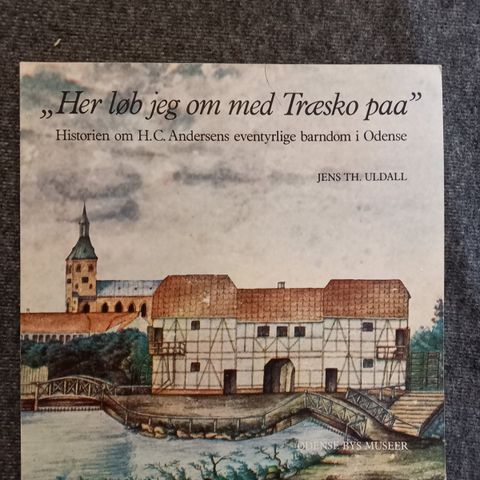 „Her løb jeg om med Træsko paa”
Historien om H.C. Andersens eventyrlige barndom i Odense
JENS TH. ULDALL
ODENSE BYS MUSEER